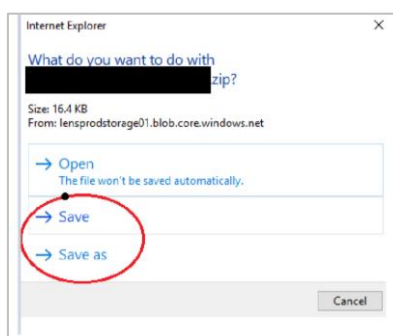 Internet Explorer
What do you want to do with
zip?
Size: 16.4 KB
From: lensprodstorage01.blob.core.windows.net
Open
The file won't be saved automatically.
Save
Save as
Cancel